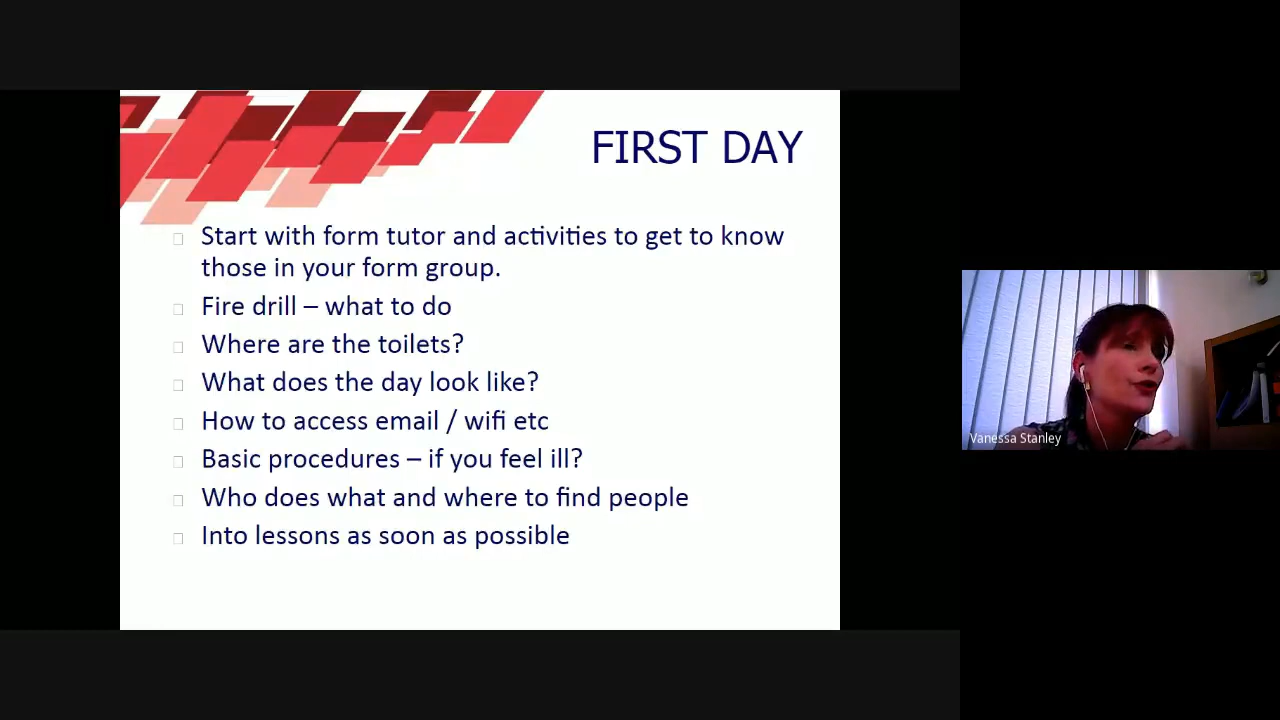 FIRST DAY
Start with form tutor and activities to get to know
those in your form group.
Fire drill – what to do
Where are the toilets?
What does the day look like?
How to access email / wifi etc
Basic procedures – if you feel ill?
Who does what and where to find people
Into lessons as soon as possible
Vanessa Stanley